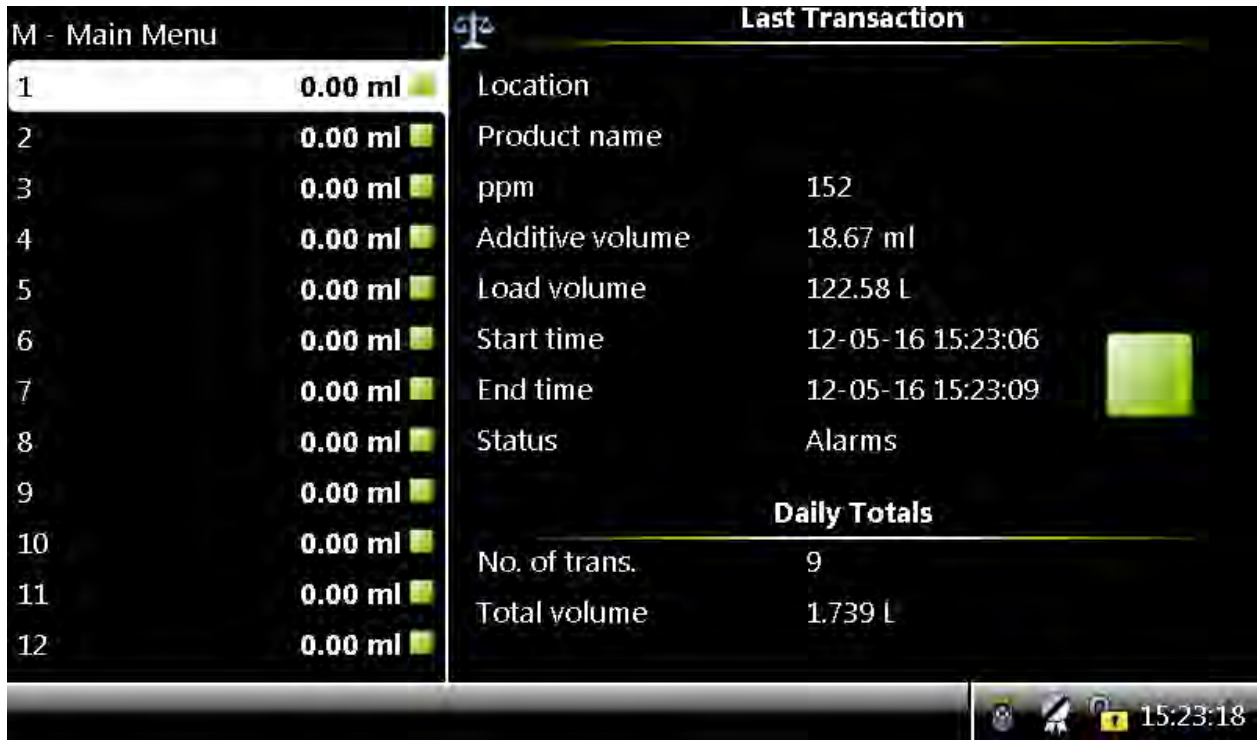 M - Main Menu
1 0.00 ml
2 0.00 ml
3 0.00 ml
4 0.00 ml
5 0.00 ml
6 0.00 ml
7 0.00 ml
8 0.00 ml
9 0.00 ml
10 0.00 ml
11 0.00 ml
12 0.00 ml
Last Transaction
Location
Product name
ppm 152
Additive volume 18.67 ml
Load volume 122.58 L
Start time 12-05-16 15:23:06
End time 12-05-16 15:23:09
Status Alarms
Daily Totals
No. of trans. 9
Total volume 1.739 L
15:23:18